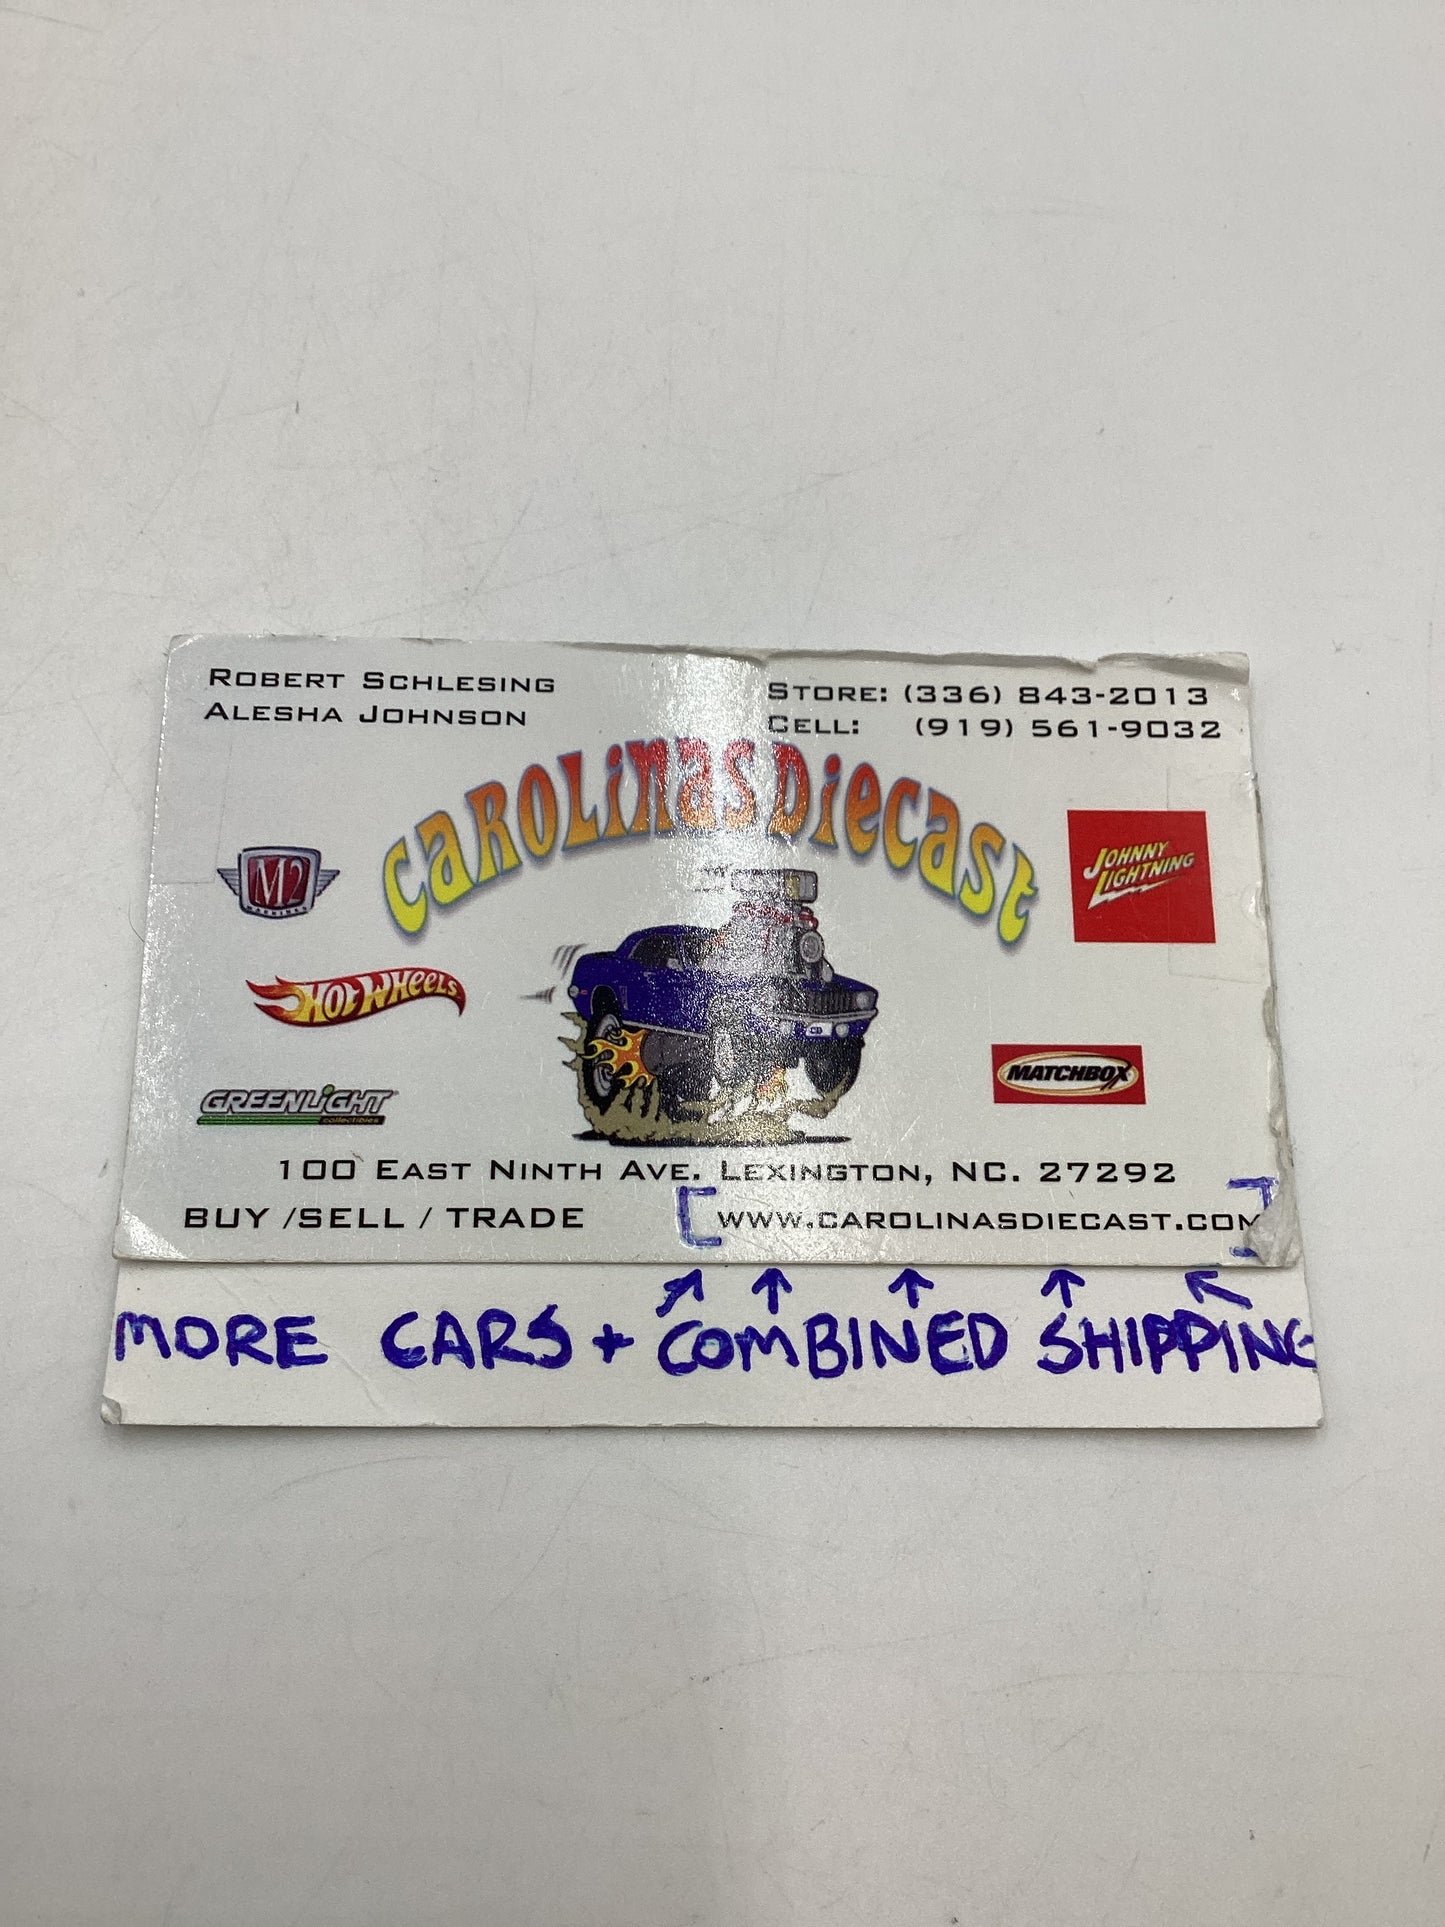 ROBERT SCHLESING
ALESHA JOHNSON
STORE: (336) 843-2013
CELL: (919) 561-9032
CAROLINAS DIECAST
M2
MACHINES
JOHNNY
LIGHTNING
HOT WHEELS
MATCHBOX
GREENLIGHT
collectibles
100 EAST NINTH AVE. LEXINGTON, NC. 27292
BUY /SELL / TRADE
[WWW.CAROLINASDIECAST.COM]
MORE CARS + COMBINED SHIPPING